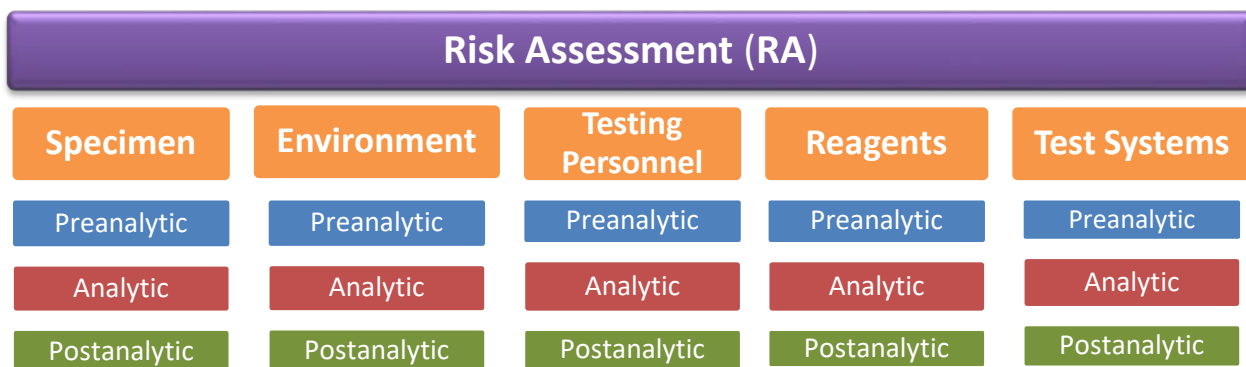 Risk Assessment (RA)
Specimen
Environment
Testing
Personnel
Reagents
Test Systems
Preanalytic
Preanalytic
Preanalytic
Preanalytic
Preanalytic
Analytic
Analytic
Analytic
Analytic
Analytic
Postanalytic
Postanalytic
Postanalytic
Postanalytic
Postanalytic